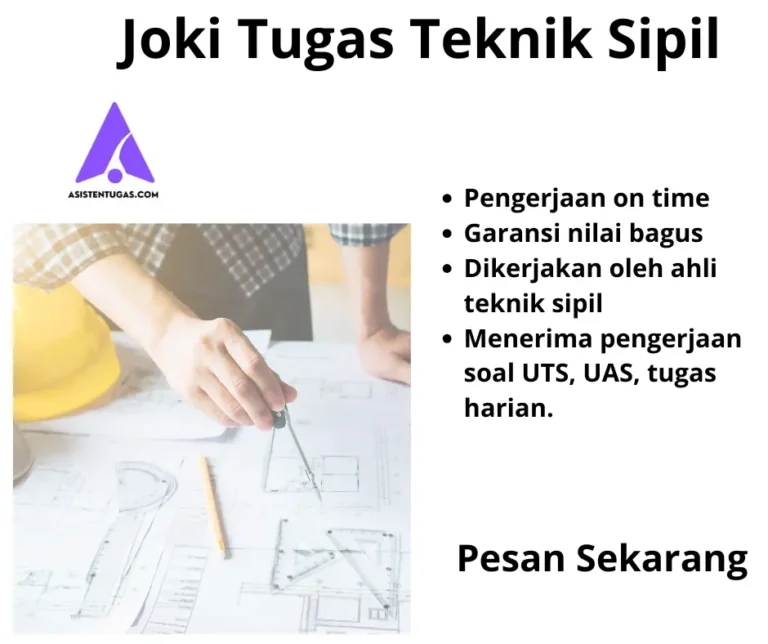 Joki Tugas Teknik Sipil
ASISTENTUGAS.COM
• Pengerjaan on time
• Garansi nilai bagus
• Dikerjakan oleh ahli
teknik sipil
• Menerima pengerjaan
soal UTS, UAS, tugas
harian.
Pesan Sekarang